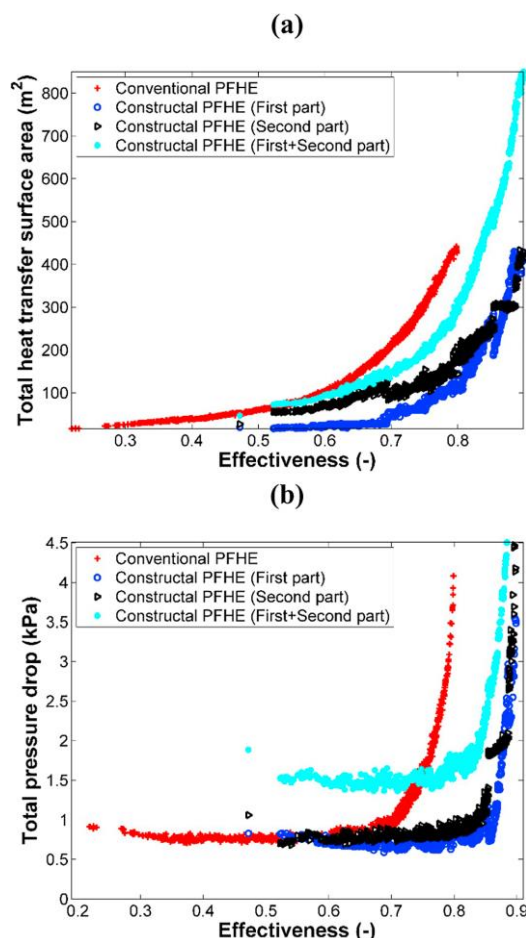 (a)
Total heat transfer surface area (m²)
800
700
600
500
400
300
200
100
+ Conventional PFHE
Constructal PFHE (First part)
Constructal PFHE (Second part)
Constructal PFHE (First+Second part)
0.3 0.4 0.5 0.6 0.7 0.8
Effectiveness (-)
(b)
Total pressure drop (kPa)
4.5
4
3.5
3
2.5
2
1.5
1
0.5
0
+ Conventional PFHE
Constructal PFHE (First part)
Constructal PFHE (Second part)
Constructal PFHE (First+Second part)
0.2 0.3 0.4 0.5 0.6 0.7 0.8 0.9
Effectiveness (-)